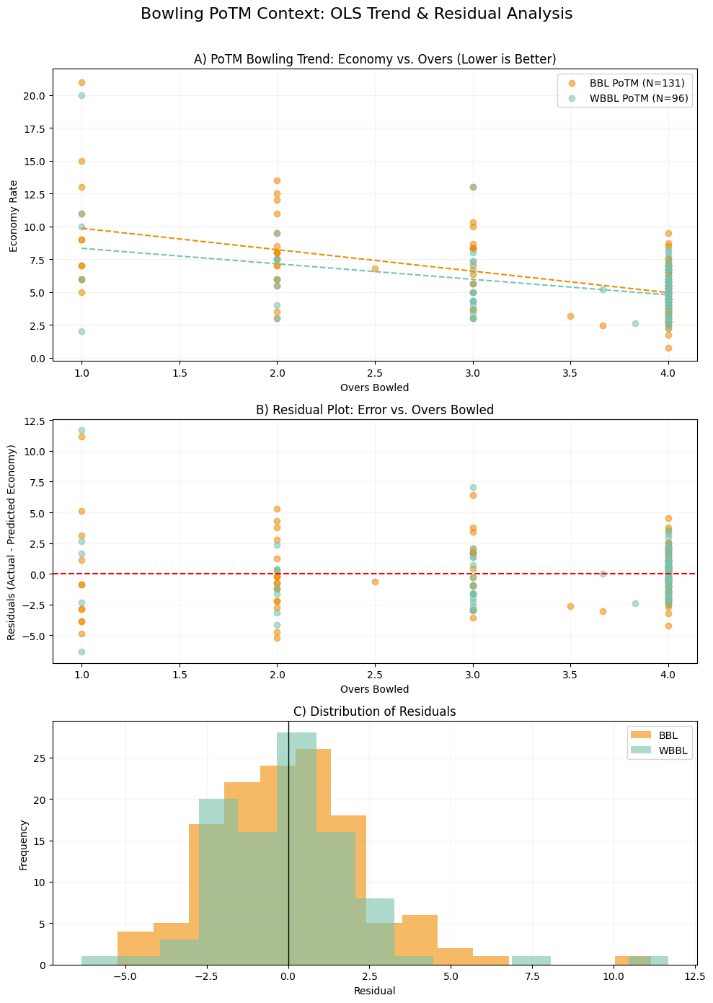 Bowling PoTM Context: OLS Trend & Residual Analysis
A) PoTM Bowling Trend: Economy vs. Overs (Lower is Better)
BBL PoTM (N=131)
WBBL PoTM (N=96)
Economy Rate
20.0
17.5
15.0
12.5
10.0
7.5
5.0
2.5
0.0
1.0 1.5 2.0 2.5 3.0 3.5 4.0
Overs Bowled
B) Residual Plot: Error vs. Overs Bowled
Residuals (Actual - Predicted Economy)
12.5
10.0
7.5
5.0
2.5
0.0
−2.5
−5.0
1.0 1.5 2.0 2.5 3.0 3.5 4.0
Overs Bowled
C) Distribution of Residuals
BBL
WBBL
Frequency
25
20
15
10
5
0
−5.0 −2.5 0.0 2.5 5.0 7.5 10.0 12.5
Residual